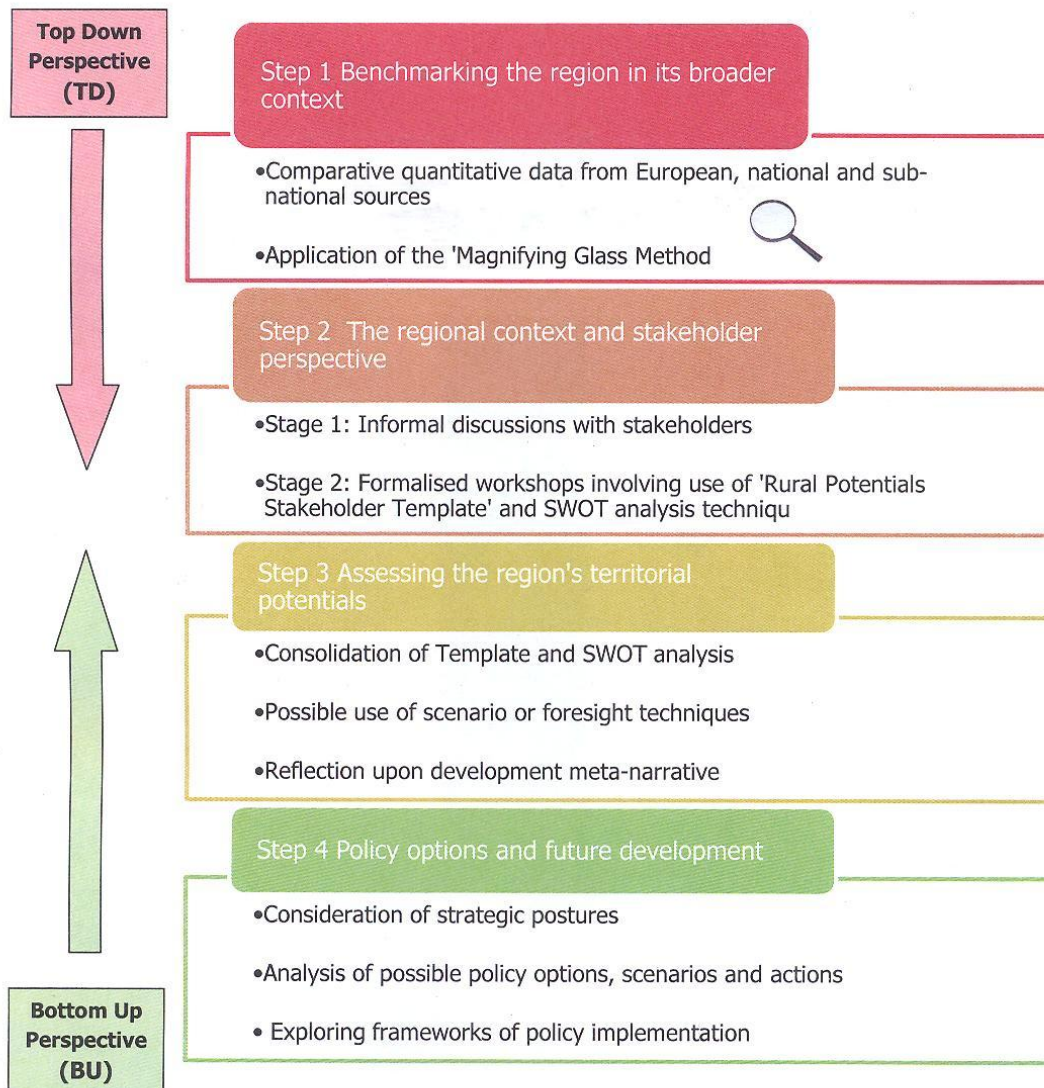 Top Down
Perspective
(TD)
Step 1 Benchmarking the region in its broader
context
•Comparative quantitative data from European, national and sub-
national sources
•Application of the 'Magnifying Glass Method
Step 2  The regional context and stakeholder
perspective
•Stage 1: Informal discussions with stakeholders
•Stage 2: Formalised workshops involving use of 'Rural Potentials
Stakeholder Template' and SWOT analysis techniqu
Step 3 Assessing the region's territorial
potentials
•Consolidation of Template and SWOT analysis
•Possible use of scenario or foresight techniques
•Reflection upon development meta-narrative
Step 4 Policy options and future development
•Consideration of strategic postures
•Analysis of possible policy options, scenarios and actions
• Exploring frameworks of policy implementation
Bottom Up
Perspective
(BU)